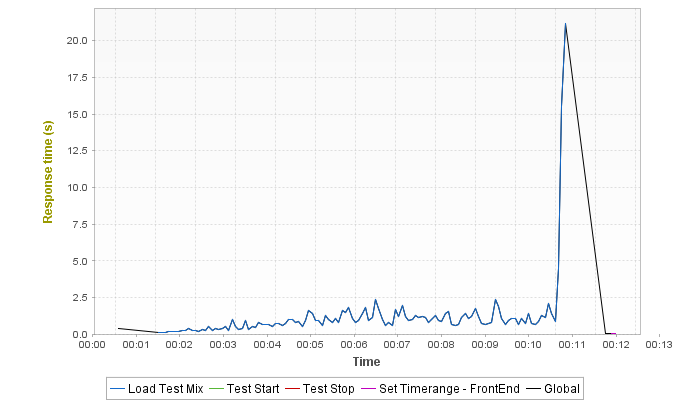 Response time (s)
20.0
17.5
15.0
12.5
10.0
7.5
5.0
2.5
0.0
00:00 00:01 00:02 00:03 00:04 00:05 00:06 00:07 00:08 00:09 00:10 00:11 00:12 00:13
Time
Load Test Mix Test Start Test Stop Set Timerange - FrontEnd Global